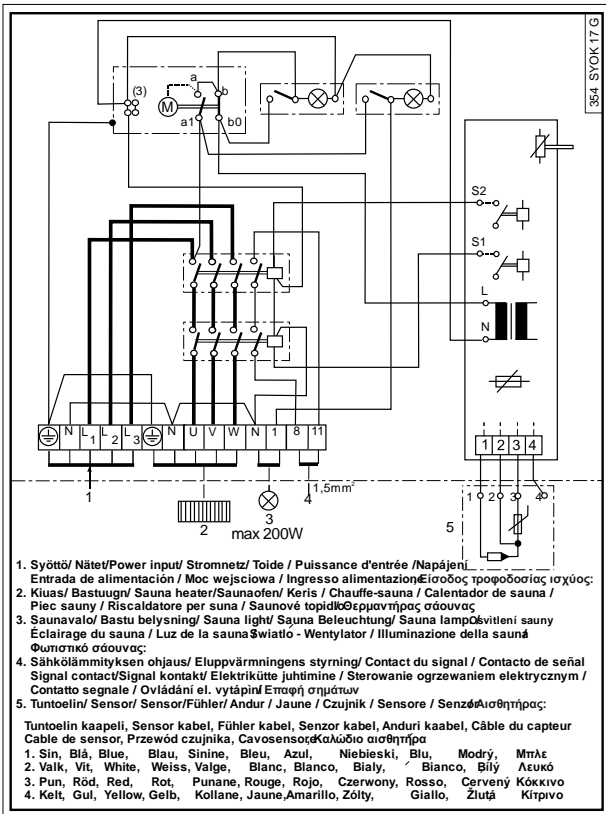 354 SYOK 17 G
a
b
(3)
M
a1
b0
S2
S1
L
N
N
L1
L2
L3
N
U
V
W
N
1
8
11
1
2
3
4
1
2
3
4
1,5mm²
1
2
3
max 200W
4
5
1. Syöttö/ Nätet/Power input/ Stromnetz/ Toide / Puissance d'entrée /Napájení
Entrada de alimentación / Moc wejsciowa / Ingresso alimentazione/Είσοδος τροφοδοσίας ισχύος:
2. Kiuas/ Bastuugn/ Sauna heater/Saunaofen/ Keris / Chauffe-sauna / Calentador de sauna /
Piec sauny / Riscaldatore per suna / Saunové topidlo/Θερμαντήρας σάουνας
3. Saunavalo/ Bastu belysning/ Sauna light/ Sauna Beleuchtung/ Sauna lamp/Osvìtlení sauny
Éclairage du sauna / Luz de la sauna/Światło - Wentylator / Illuminazione della sauna/
Φωτιστικό σάουνας:
4. Sähkölämmityksen ohjaus/ Eluppvärmningens styrning/ Contact du signal / Contacto de señal
Signal contact/Signal kontakt/ Elektrikütte juhtimine / Sterowanie ogrzewaniem elektrycznym /
Contatto segnale / Ovládání el. vytápìní/ Επαφή σημάτων
5. Tuntoelin/ Sensor/ Sensor/Fühler/ Andur / Jaune / Czujnik / Sensore / Senzor/Αισθητήρας:
Tuntoelin kaapeli, Sensor kabel, Fühler kabel, Senzor kabel, Anduri kaabel, Câble du capteur
Cable de sensor, Przewód czujnika, Cavosensore,Καλώδιο αισθητήρα
1. Sin, Blå, Blue, Blau, Sinine, Bleu, Azul, Niebieski, Blu, Modrý, Μπλε
2. Valk, Vit, White, Weiss, Valge, Blanc, Blanco, Bialy, Bianco, Bílý Λευκό
3. Pun, Röd, Red, Rot, Punane, Rouge, Rojo, Czerwony, Rosso, Cervený Κόκκινο
4. Kelt, Gul, Yellow, Gelb, Kollane, Jaune,Amarillo, Zólty, Giallo, Žlutá Κίτρινο